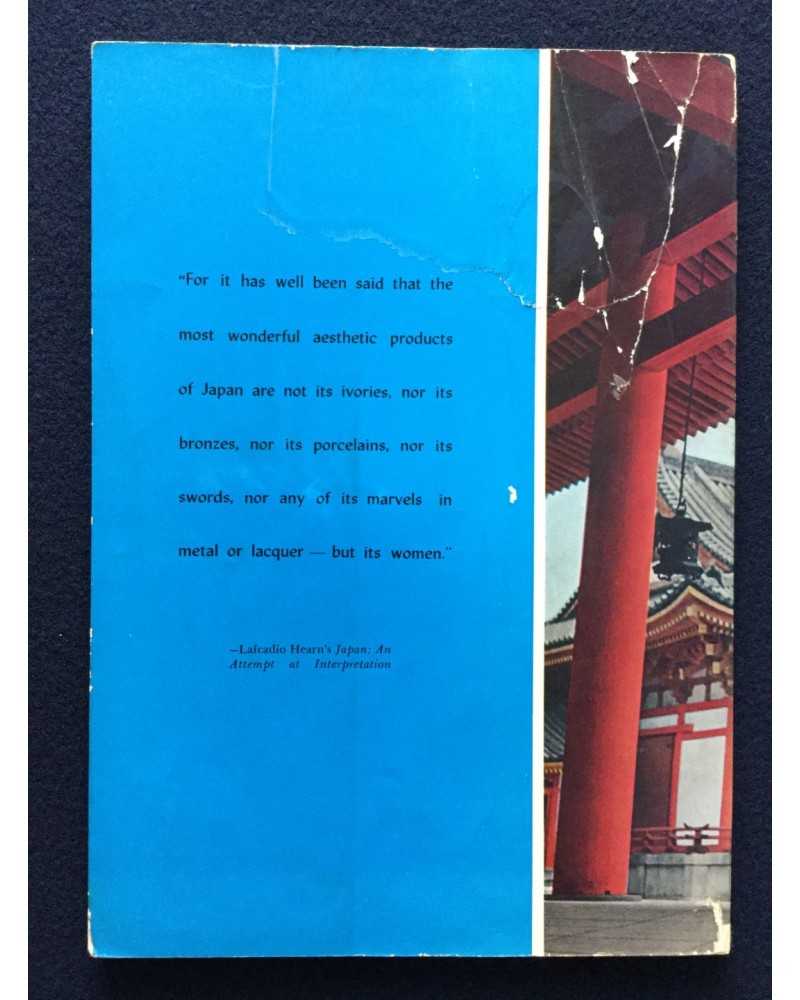 "For it has well been said that the
most wonderful aesthetic products
of Japan are not its ivories, nor its
bronzes, nor its porcelains, nor its
swords, nor any of its marvels in
metal or lacquer — but its women."
—Lafcadio Hearn's Japan: An
Attempt at Interpretation